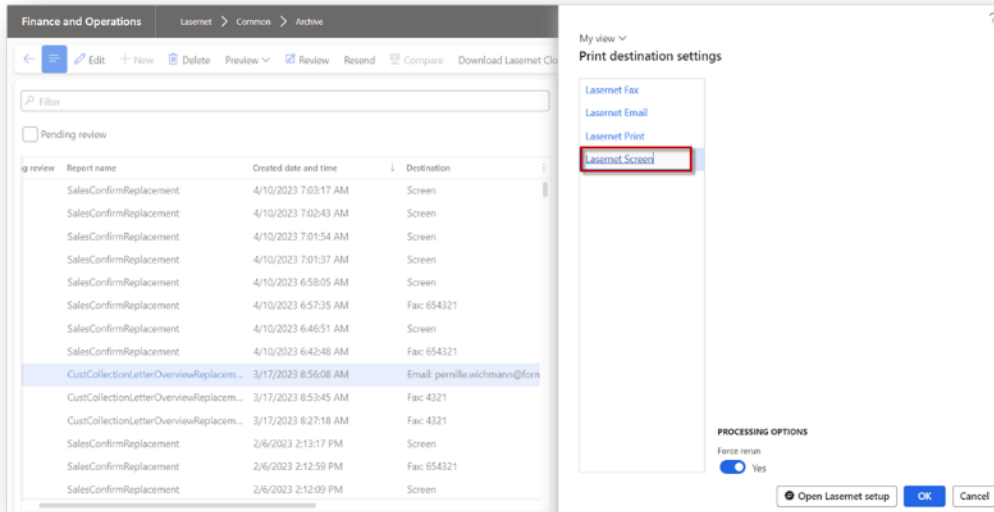 Finance and Operations Lasernet > Common > Archive
Edit New Delete Preview Review Resend Compare Download Lasernet Clo
Filter
Pending review
g review Report name Created date and time ↓ Destination
SalesConfirmReplacement 4/10/2023 7:03:17 AM Screen
SalesConfirmReplacement 4/10/2023 7:02:43 AM Screen
SalesConfirmReplacement 4/10/2023 7:01:54 AM Screen
SalesConfirmReplacement 4/10/2023 7:01:37 AM Screen
SalesConfirmReplacement 4/10/2023 6:58:05 AM Screen
SalesConfirmReplacement 4/10/2023 6:57:35 AM Fax: 654321
SalesConfirmReplacement 4/10/2023 6:46:51 AM Screen
SalesConfirmReplacement 4/10/2023 6:42:48 AM Fax: 654321
CustCollectionLetterOverviewReplacem... 3/17/2023 8:56:08 AM Email: pernille.wichmann@form
CustCollectionLetterOverviewReplacem... 3/17/2023 8:53:45 AM Fax: 4321
CustCollectionLetterOverviewReplacem... 3/17/2023 8:27:18 AM Fax: 4321
SalesConfirmReplacement 2/6/2023 2:13:17 PM Screen
SalesConfirmReplacement 2/6/2023 2:12:59 PM Fax: 654321
SalesConfirmReplacement 2/6/2023 2:12:09 PM Screen
?
My view
Print destination settings
Lasernet Fax
Lasernet Email
Lasernet Print
Lasernet Screen
PROCESSING OPTIONS
Force rerun
Yes
Open Lasernet setup OK Cancel